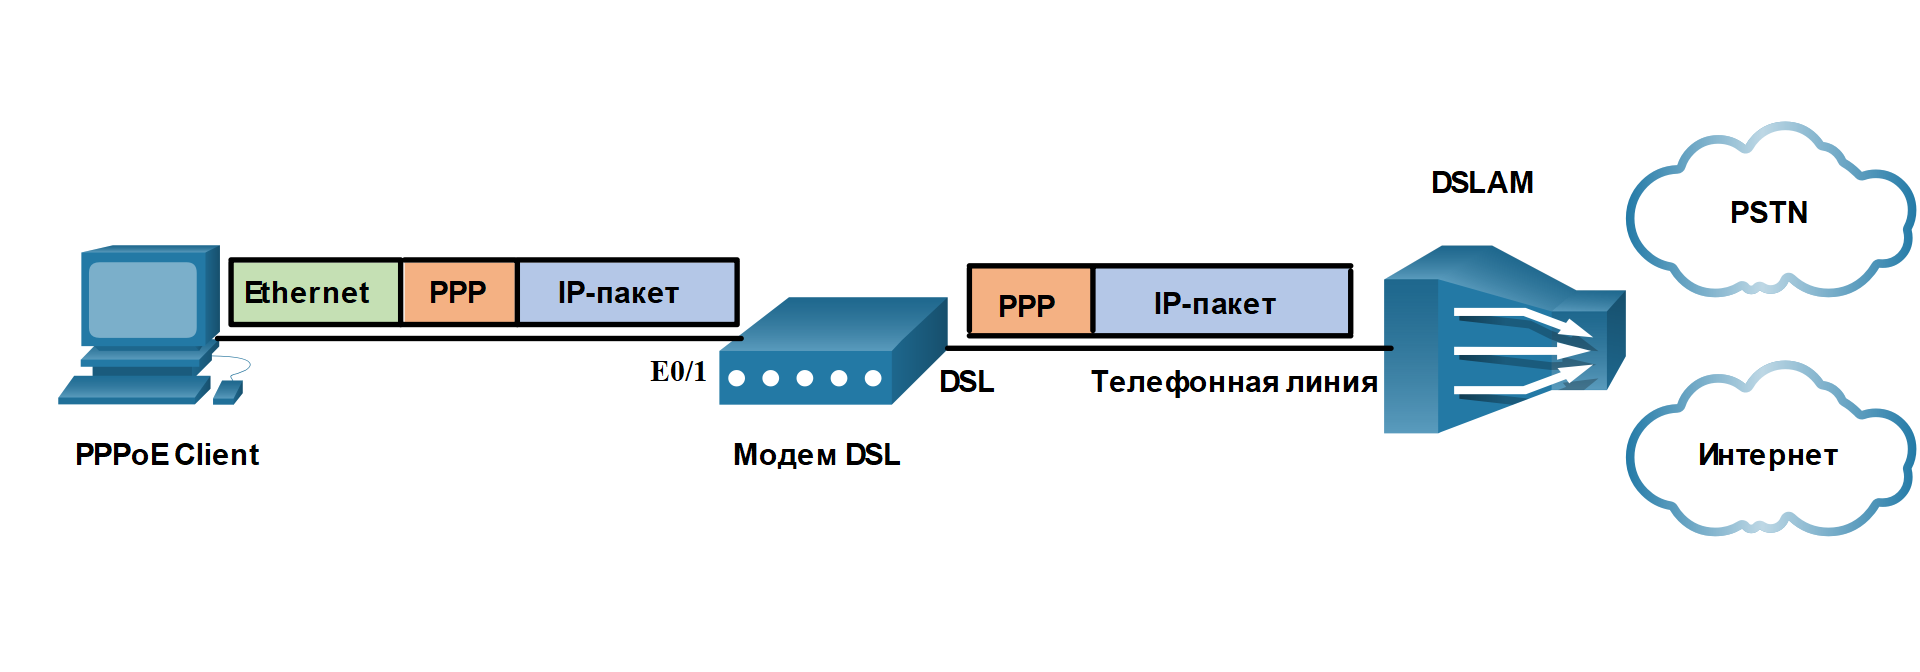 DSLAM
PSTN
Ethernet PPP IP-пакет
PPP IP-пакет
E0/1
DSL
Телефонная линия
PPPoE Client
Модем DSL
Интернет